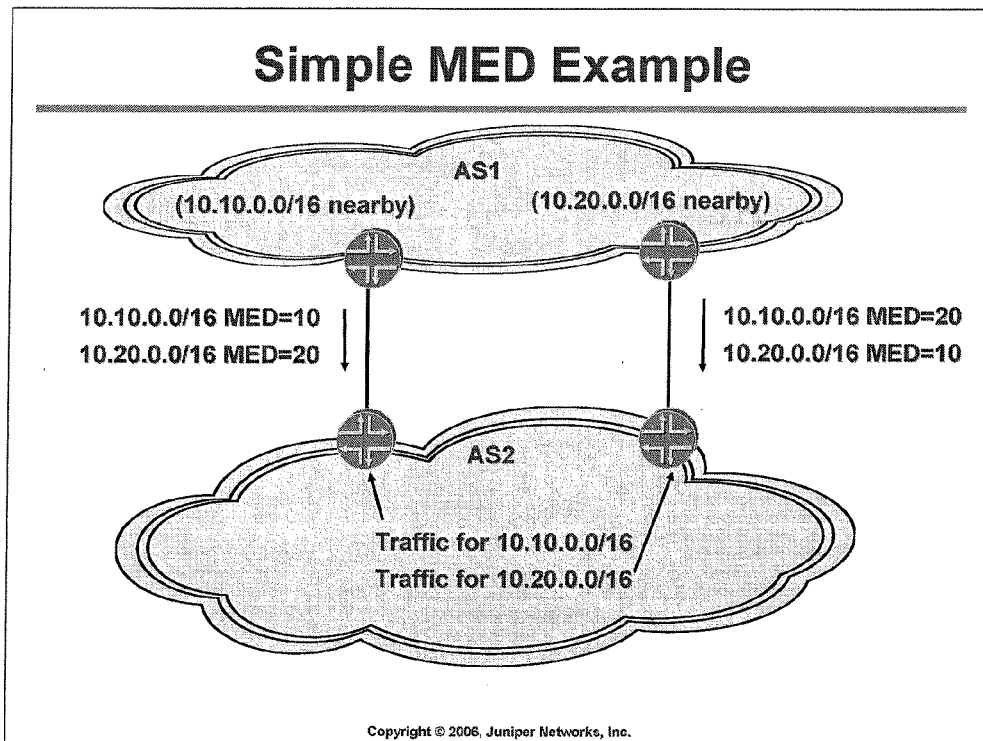 Simple MED Example
AS1
(10.10.0.0/16 nearby)
(10.20.0.0/16 nearby)
10.10.0.0/16 MED=10
10.20.0.0/16 MED=20
10.10.0.0/16 MED=20
10.20.0.0/16 MED=10
AS2
Traffic for 10.10.0.0/16
Traffic for 10.20.0.0/16
Copyright © 2006, Juniper Networks, Inc.